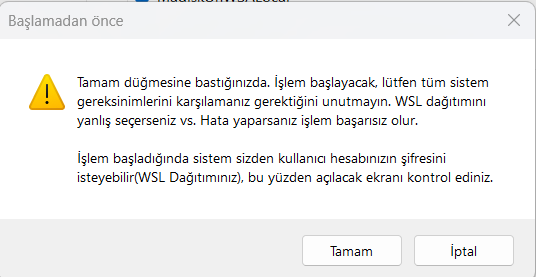 Başlamadan önce
Tamam düğmesine bastığınızda. İşlem başlayacak, lütfen tüm sistem
gereksinimlerini karşılamanız gerektiğini unutmayın. WSL dağıtımını
yanlış seçerseniz vs. Hata yaparsanız işlem başarısız olur.
İşlem başladığında sistem sizden kullanıcı hesabınızın şifresini
isteyebilir(WSL Dağıtımınız), bu yüzden açılacak ekranı kontrol ediniz.
Tamam
İptal